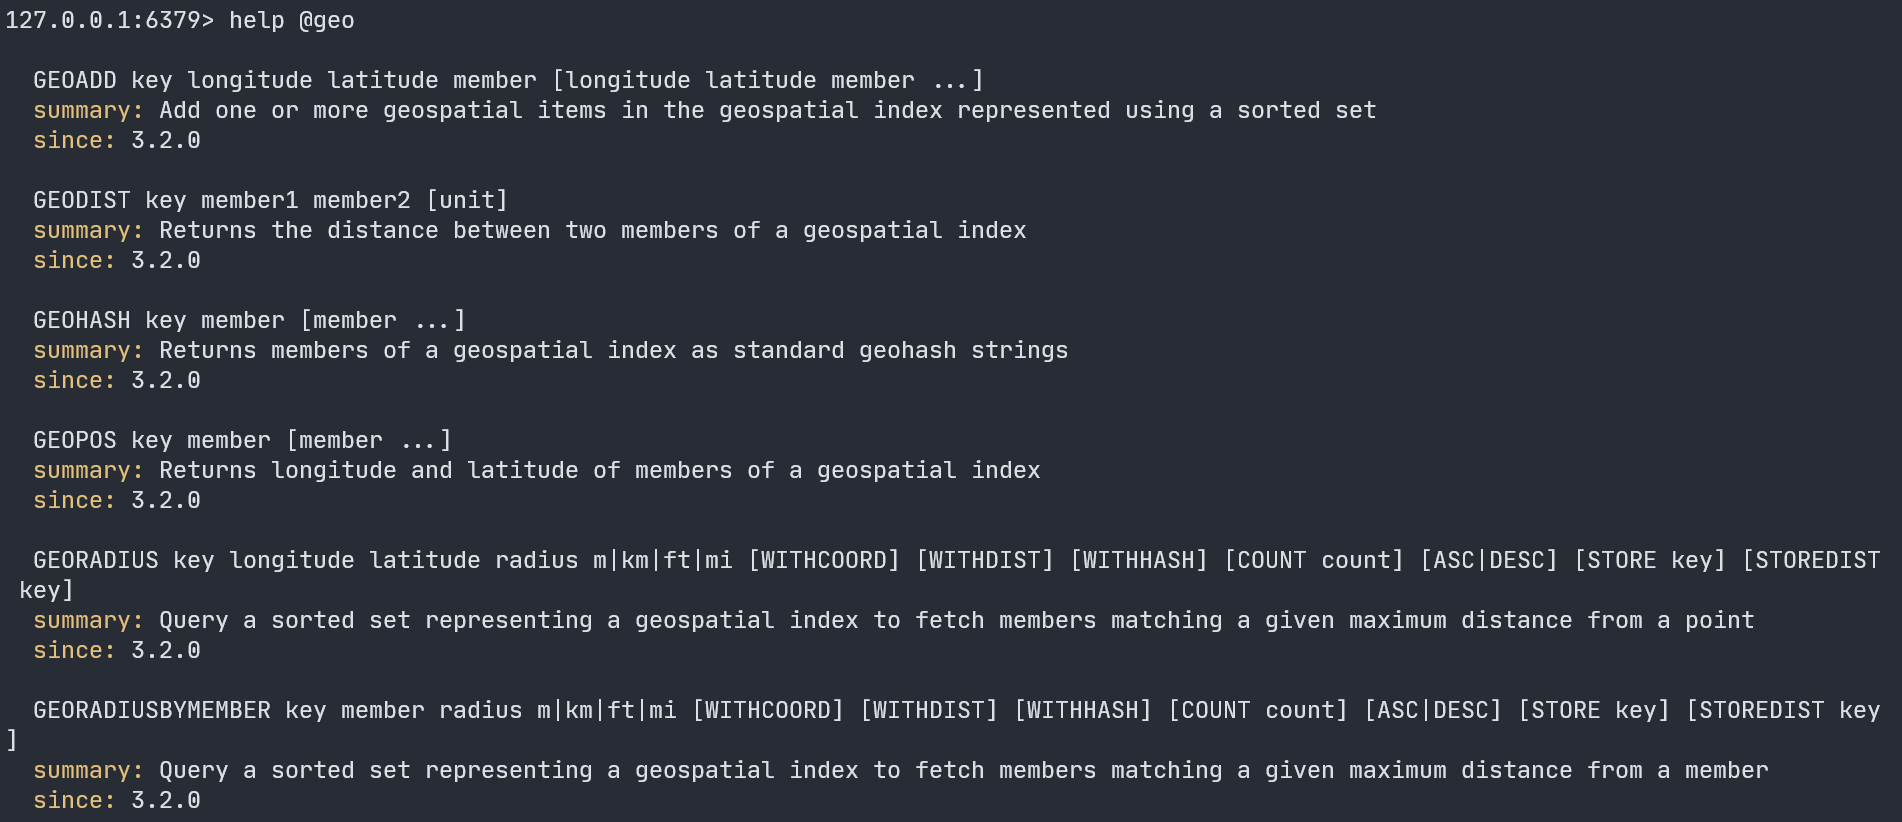 127.0.0.1:6379> help @geo
GEOADD key longitude latitude member [longitude latitude member ...]
summary: Add one or more geospatial items in the geospatial index represented using a sorted set
since: 3.2.0
GEODIST key member1 member2 [unit]
summary: Returns the distance between two members of a geospatial index
since: 3.2.0
GEOHASH key member [member ...]
summary: Returns members of a geospatial index as standard geohash strings
since: 3.2.0
GEOPOS key member [member ...]
summary: Returns longitude and latitude of members of a geospatial index
since: 3.2.0
GEORADIUS key longitude latitude radius m|km|ft|mi [WITHCOORD] [WITHDIST] [WITHHASH] [COUNT count] [ASC|DESC] [STORE key] [STOREDIST
key]
summary: Query a sorted set representing a geospatial index to fetch members matching a given maximum distance from a point
since: 3.2.0
GEORADIUSBYMEMBER key member radius m|km|ft|mi [WITHCOORD] [WITHDIST] [WITHHASH] [COUNT count] [ASC|DESC] [STORE key] [STOREDIST key
]
summary: Query a sorted set representing a geospatial index to fetch members matching a given maximum distance from a member
since: 3.2.0